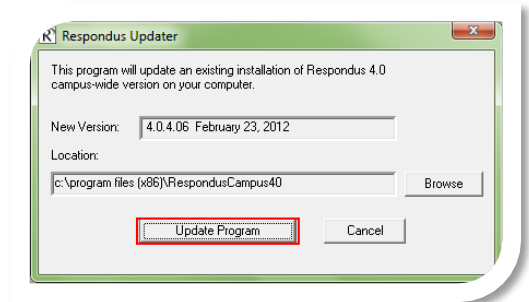 Respondus Updater
This program will update an existing installation of Respondus 4.0
campus-wide version on your computer.
New Version: 4.0.4.06 February 23, 2012
Location:
c:\program files (x86)\RespondusCampus40 Browse
Update Program Cancel